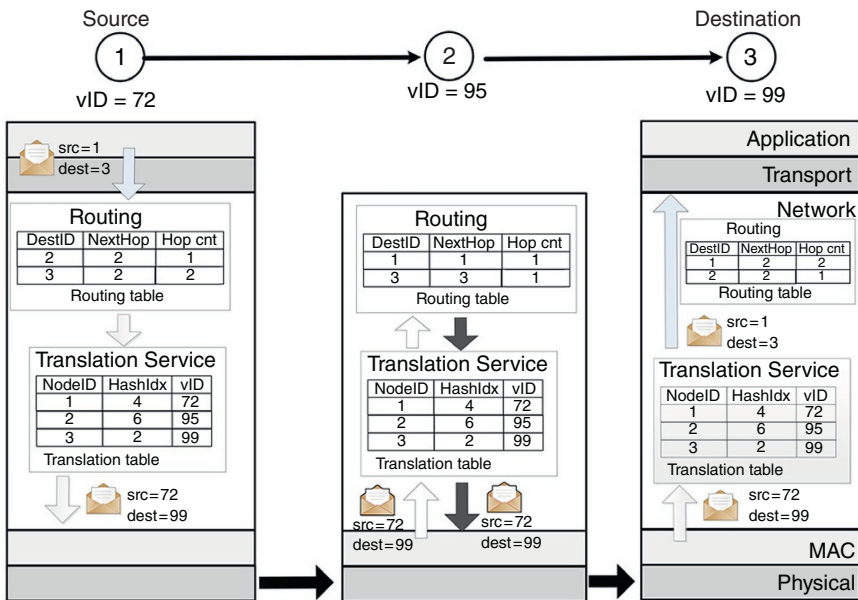 Source
Destination
1
2
3
vID = 72
vID = 95
vID = 99
src=1
dest=3
Routing
DestID NextHop Hop cnt
2 2 1
3 2 2
Routing table
Translation Service
NodeID HashIdx vID
1 4 72
2 6 95
3 2 99
Translation table
src=72
dest=99
Routing
DestID NextHop Hop cnt
1 1 1
3 3 1
Routing table
Translation Service
NodeID HashIdx vID
1 4 72
2 6 95
3 2 99
Translation table
src=72
dest=99
src=72
dest=99
Application
Transport
Network
Routing
DestID NextHop Hop cnt
1 2 2
2 2 1
Routing table
src=1
dest=3
Translation Service
NodeID HashIdx vID
1 4 72
2 6 95
3 2 99
Translation table
src=72
dest=99
MAC
Physical